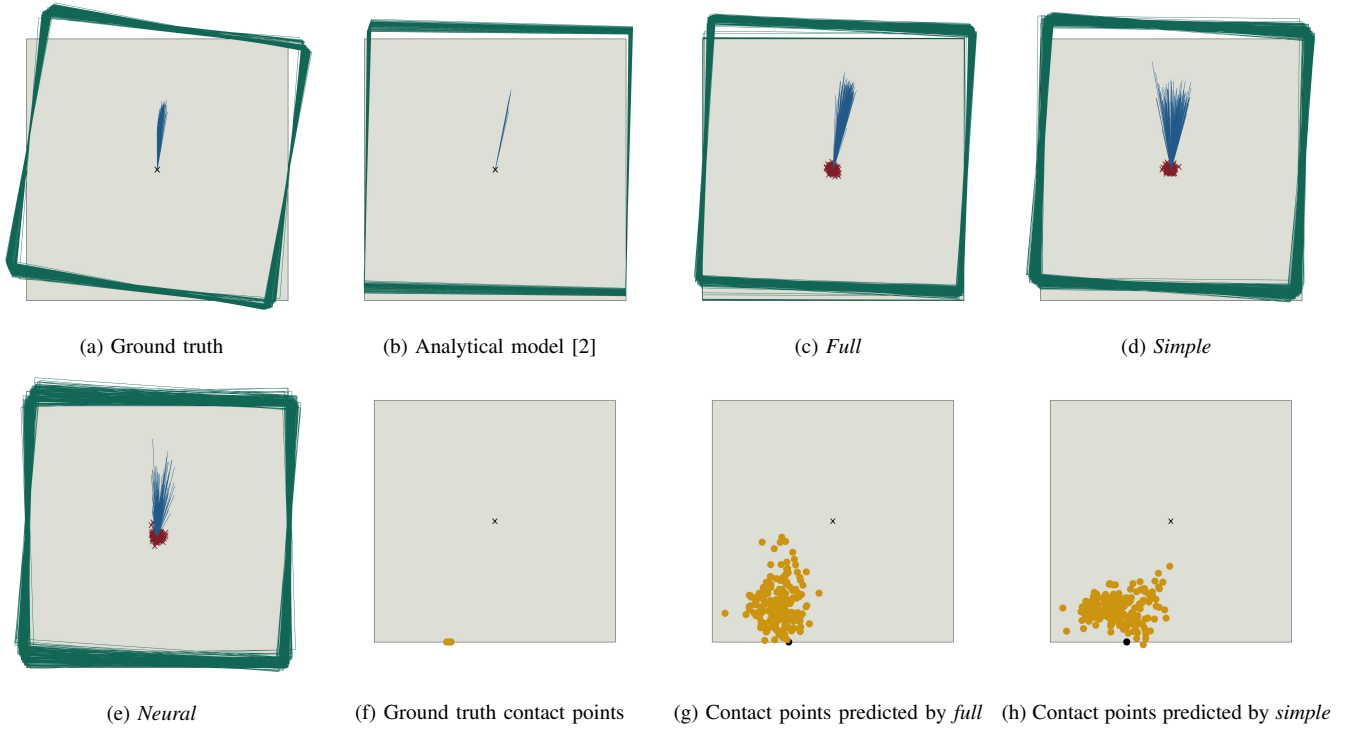 (a) Ground truth
(b) Analytical model [2]
(c) Full
(d) Simple
(e) Neural
(f) Ground truth contact points
(g) Contact points predicted by full
(h) Contact points predicted by simple